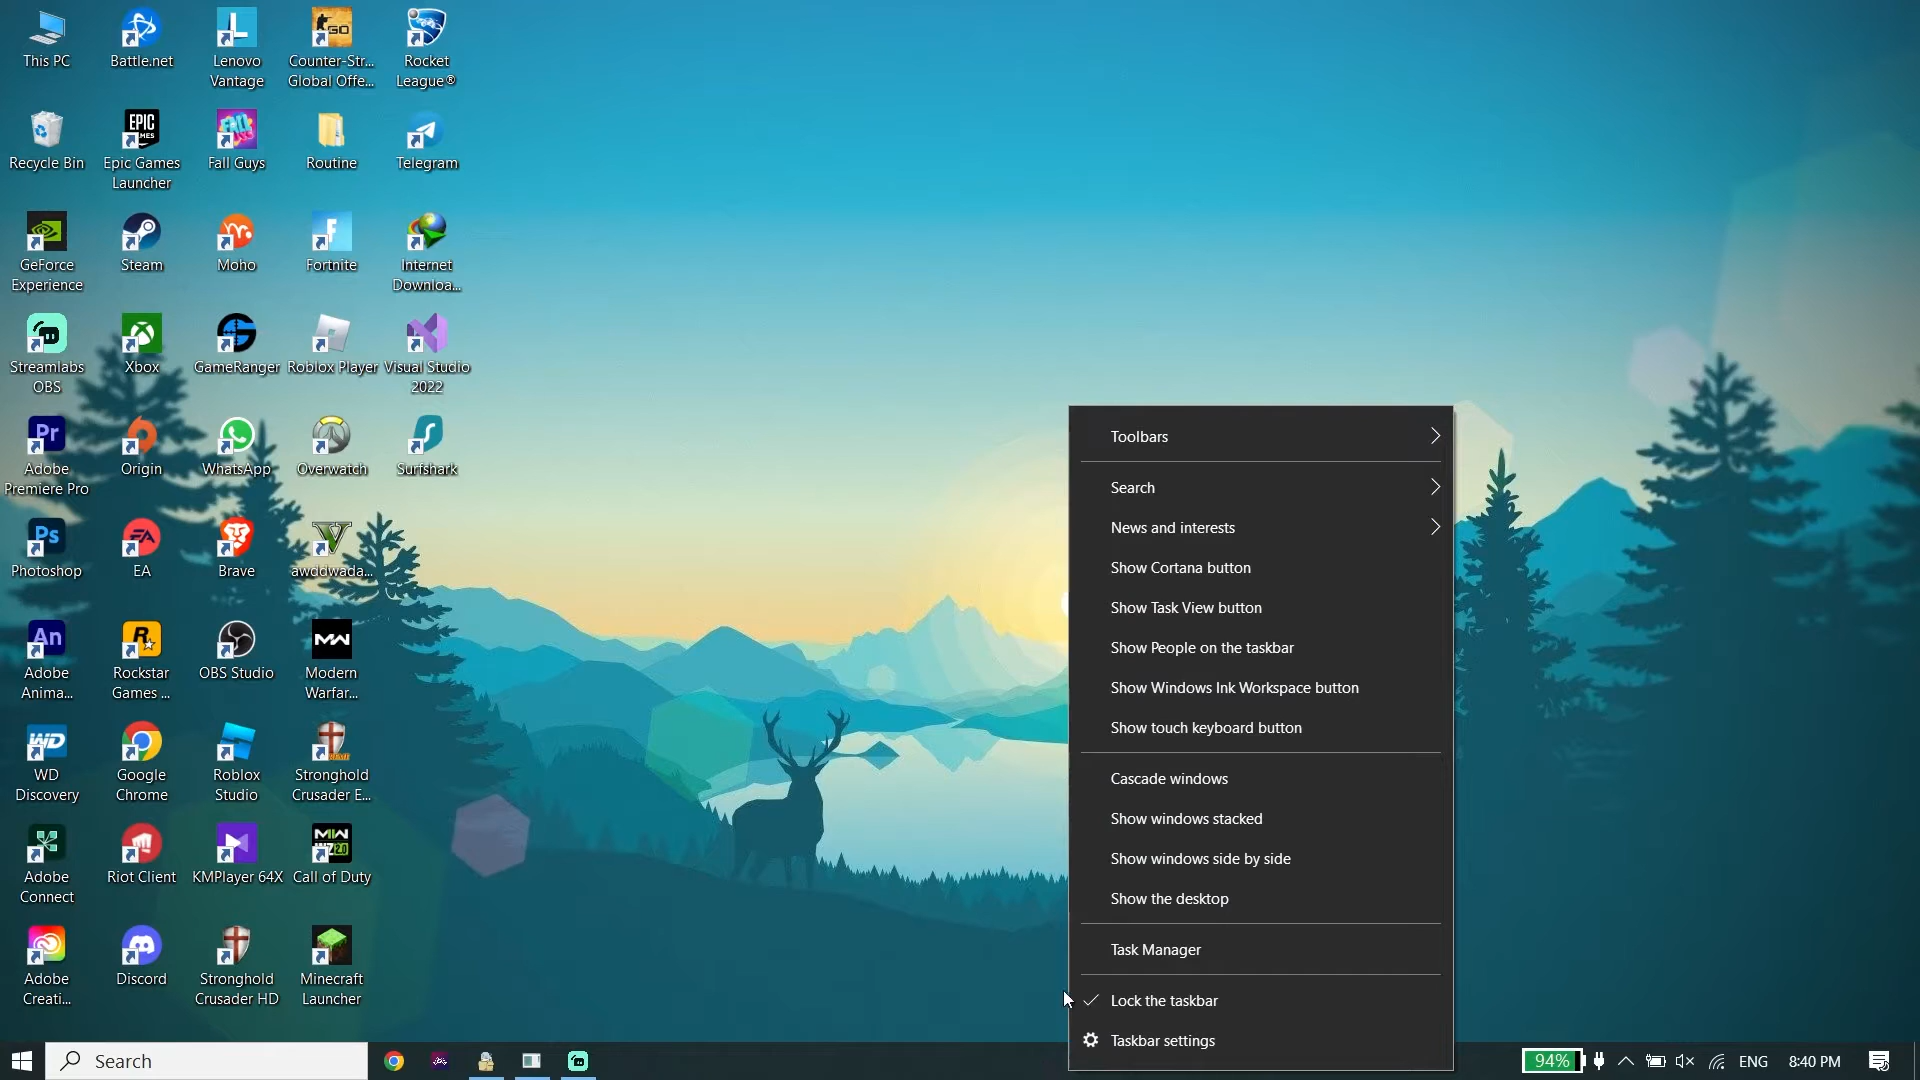 This PC
Battle.net
Lenovo
Vantage
Counter-Str...
Global Offe...
Rocket
League®
Recycle Bin
Epic Games
Launcher
Fall Guys
Routine
Telegram
GeForce
Experience
Steam
Moho
Fortnite
Internet
Downloa...
Streamlabs
OBS
Xbox
GameRanger
Roblox Player
Visual Studio
2022
Adobe
Premiere Pro
Origin
WhatsApp
Overwatch
Surfshark
Photoshop
EA
Brave
awddwada...
Adobe
Anima...
Rockstar
Games ...
OBS Studio
Modern
Warfar...
WD
Discovery
Google
Chrome
Roblox
Studio
Stronghold
Crusader E...
Adobe
Connect
Riot Client
KMPlayer 64X
Call of Duty
Adobe
Creati...
Discord
Stronghold
Crusader HD
Minecraft
Launcher
Toolbars
Search
News and interests
Show Cortana button
Show Task View button
Show People on the taskbar
Show Windows Ink Workspace button
Show touch keyboard button
Cascade windows
Show windows stacked
Show windows side by side
Show the desktop
Task Manager
Lock the taskbar
Taskbar settings
Search
94%
ENG
8:40 PM